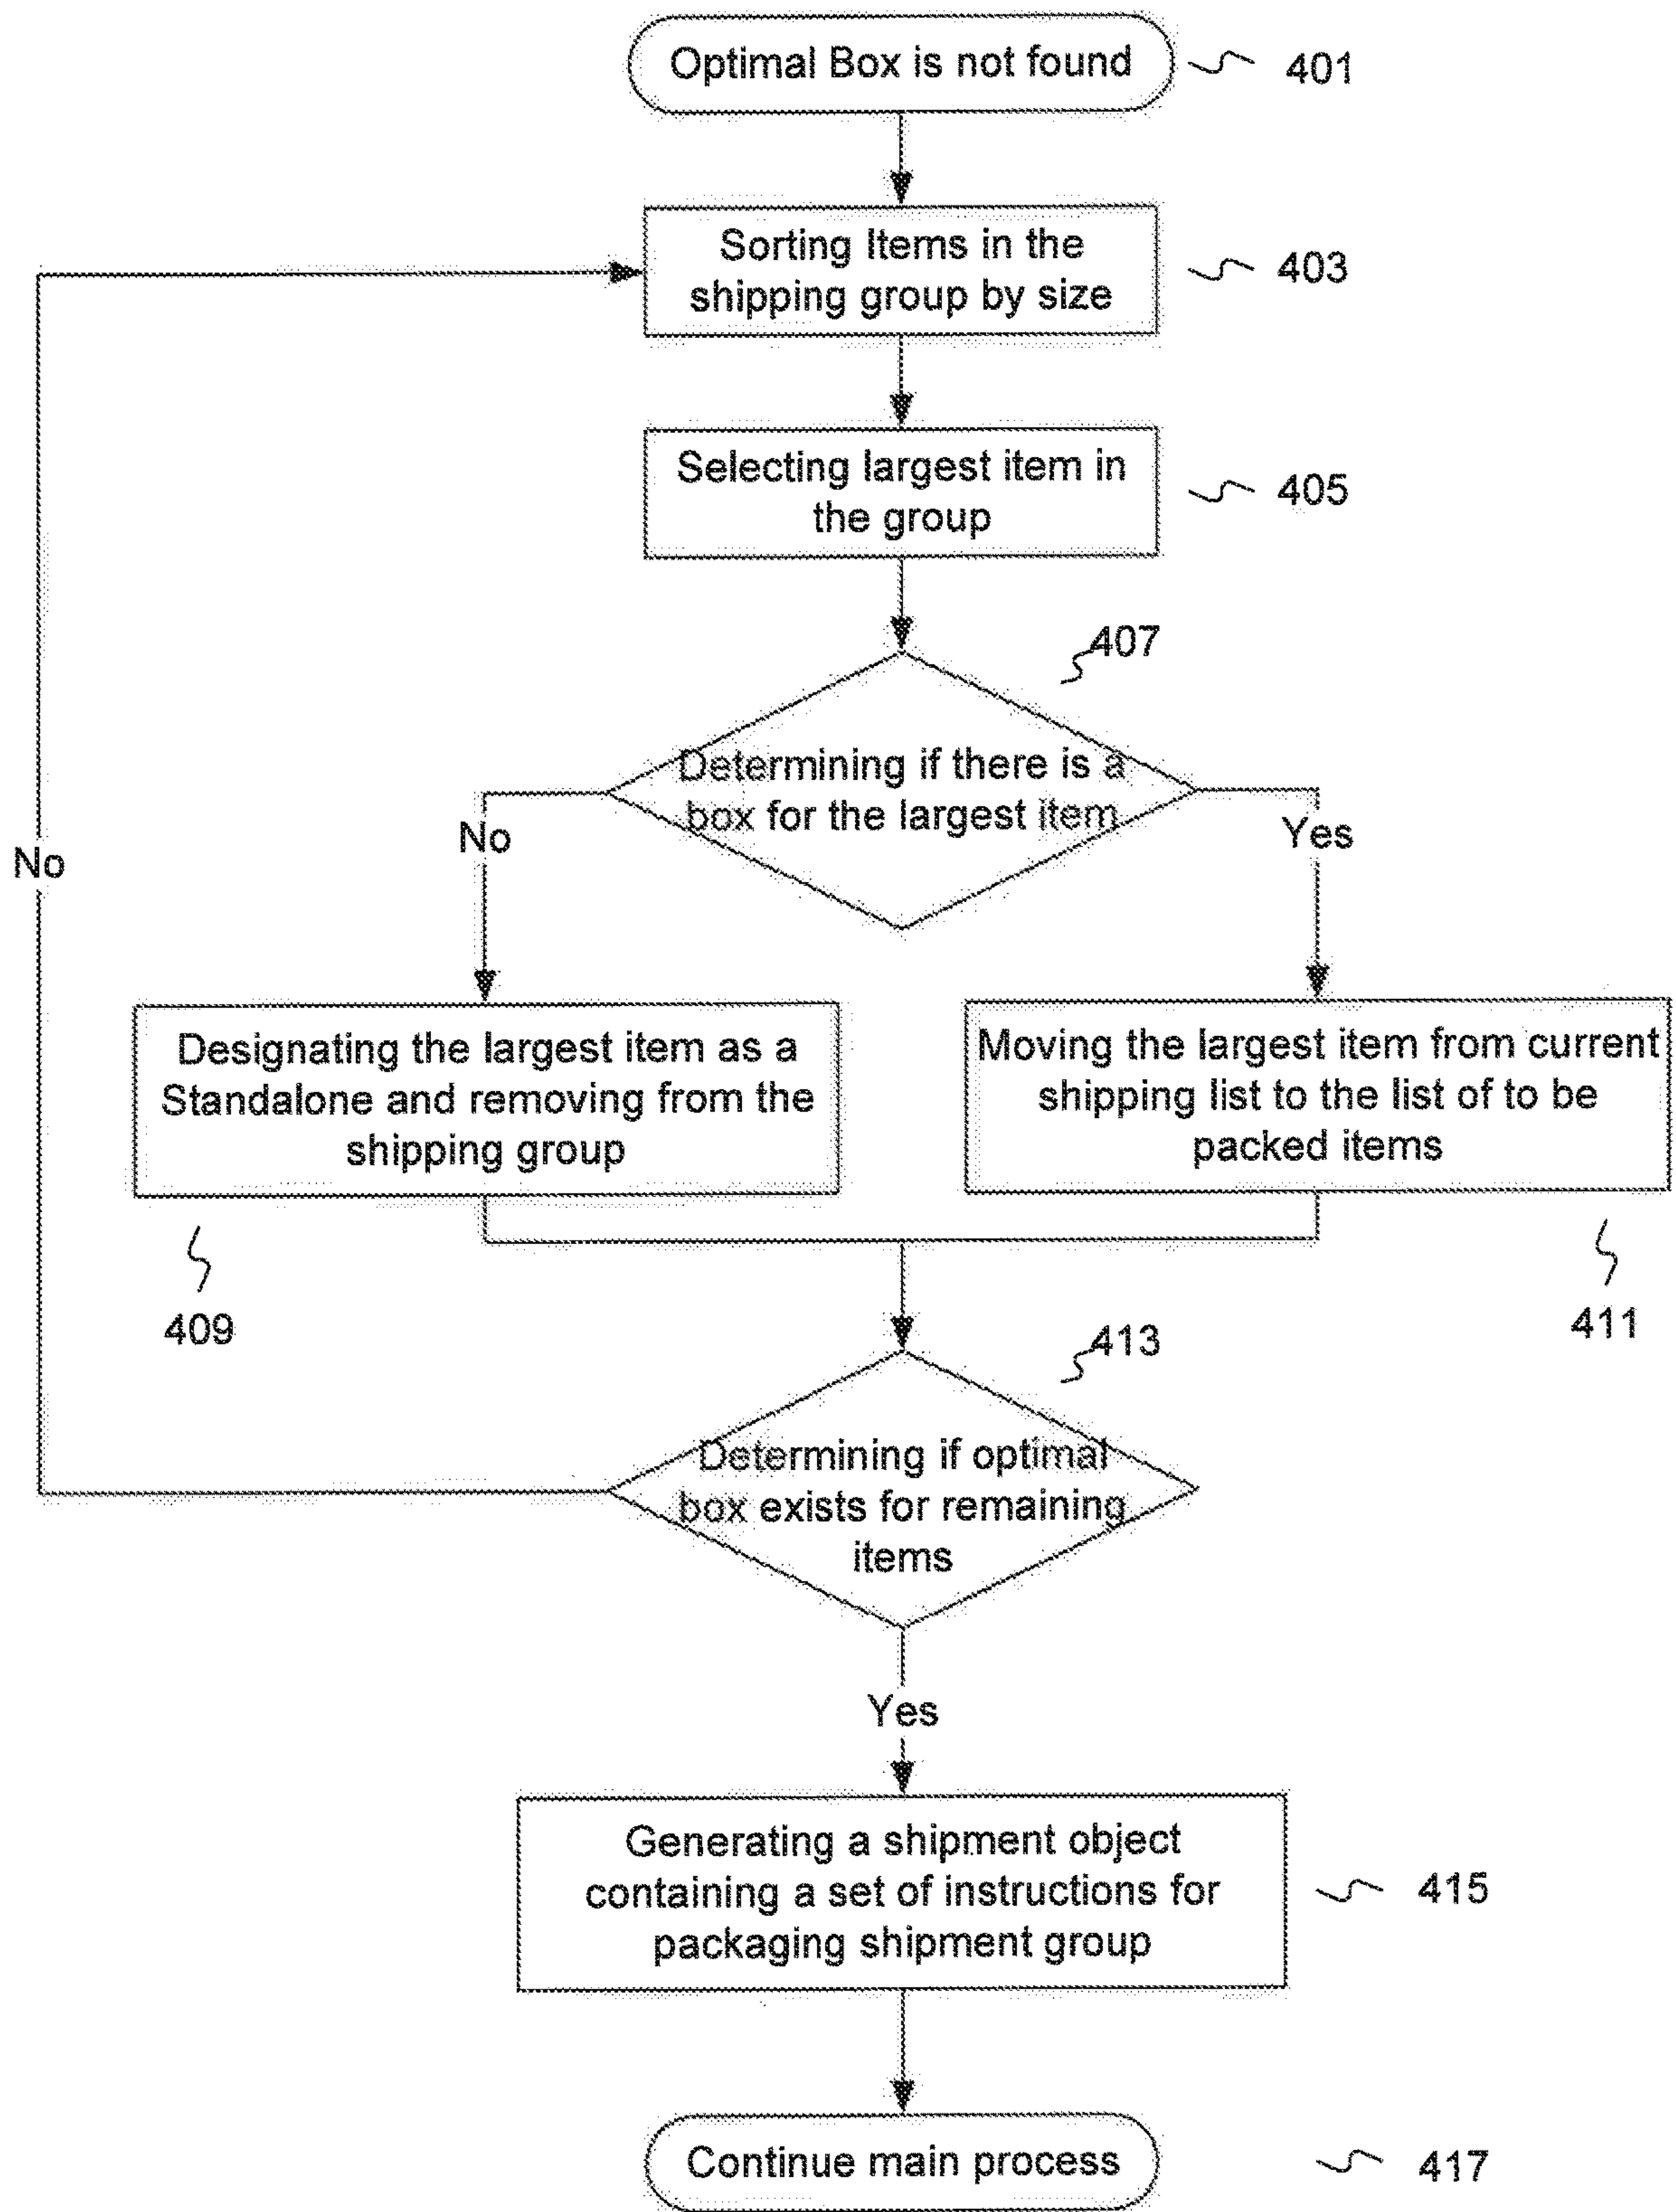 Optimal Box is not found
401
Sorting Items in the
shipping group by size
403
Selecting largest item in
the group
405
407
Determining if there is a
box for the largest item
No
Yes
No
Designating the largest item as a
Standalone and removing from the
shipping group
Moving the largest item from current
shipping list to the list of to be
packed items
409
411
413
Determining if optimal
box exists for remaining
items
Yes
Generating a shipment object
containing a set of instructions for
packaging shipment group
415
Continue main process
417